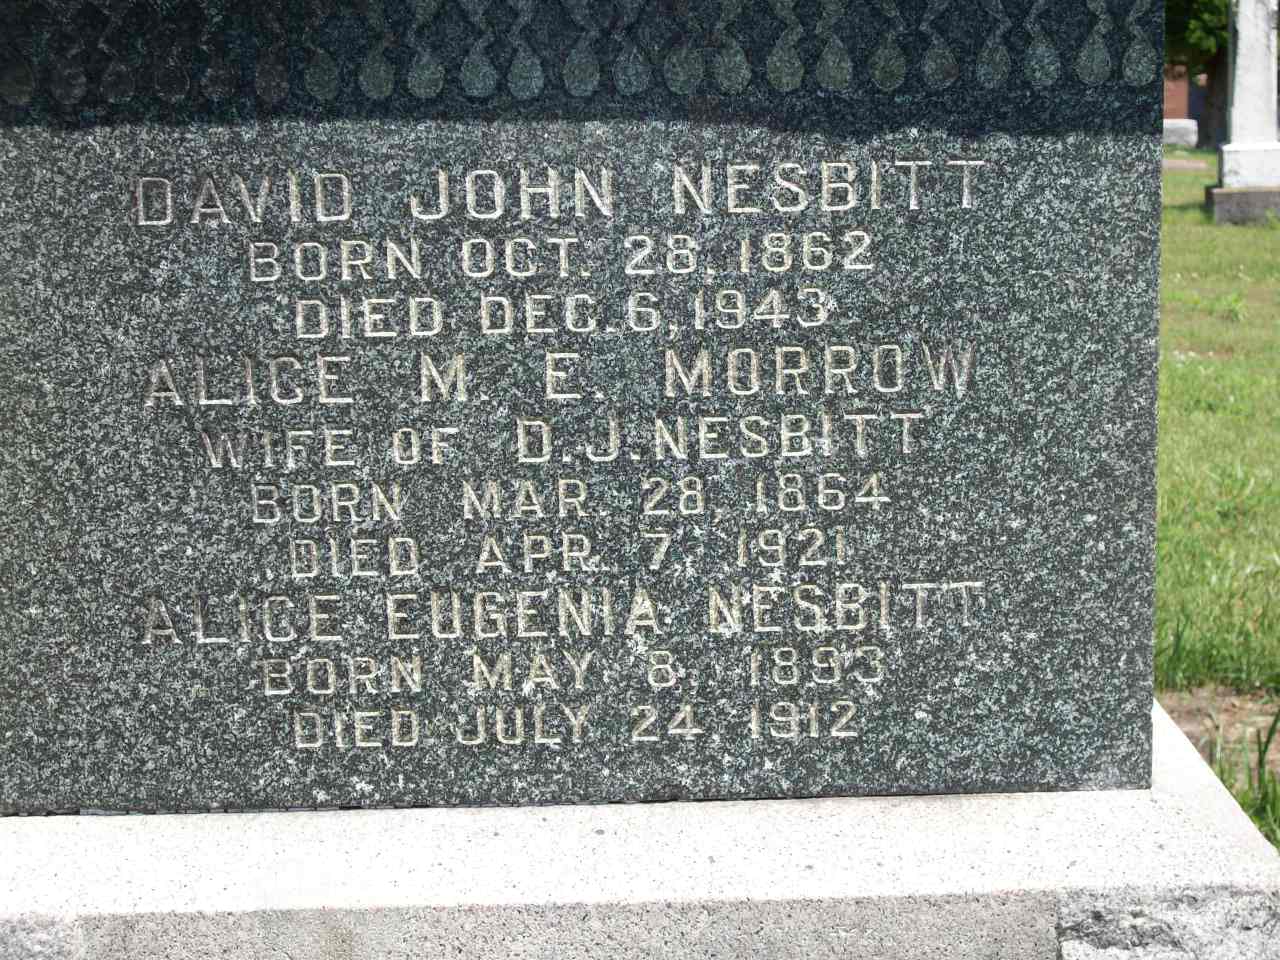 DAVID JOHN NESBITT
BORN OCT. 28, 1862
DIED DEC. 6, 1943
ALICE M. E. MORROW
WIFE OF D. J. NESBITT
BORN MAR. 28, 1864
DIED APR. 7, 1921
ALICE EUGENIA NESBITT
BORN MAY 8, 1893
DIED JULY 24, 1912